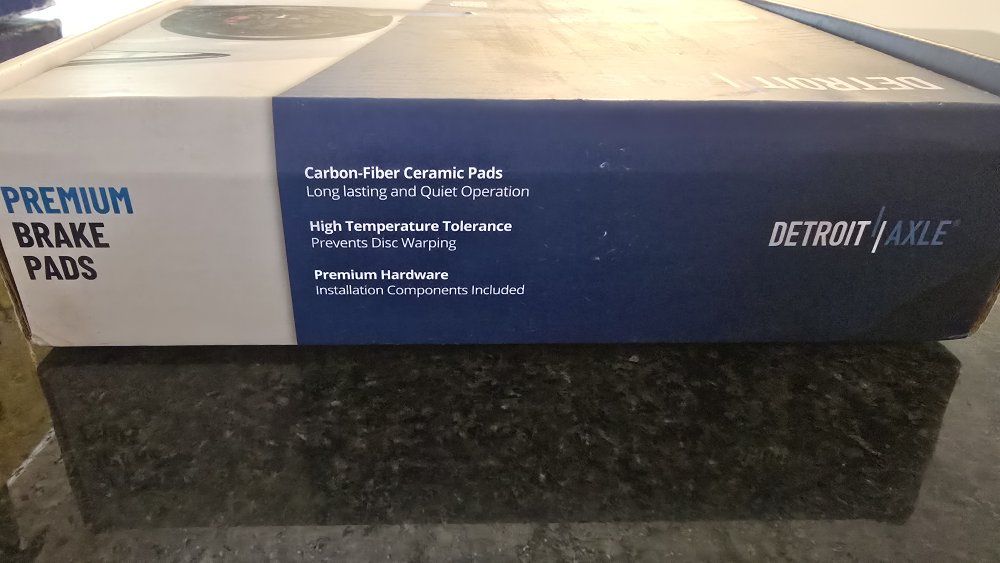 DETROIT
PREMIUM
BRAKE
PADS
Carbon-Fiber Ceramic Pads
Long lasting and Quiet Operation
High Temperature Tolerance
Prevents Disc Warping
Premium Hardware
Installation Components Included
DETROIT AXLE®